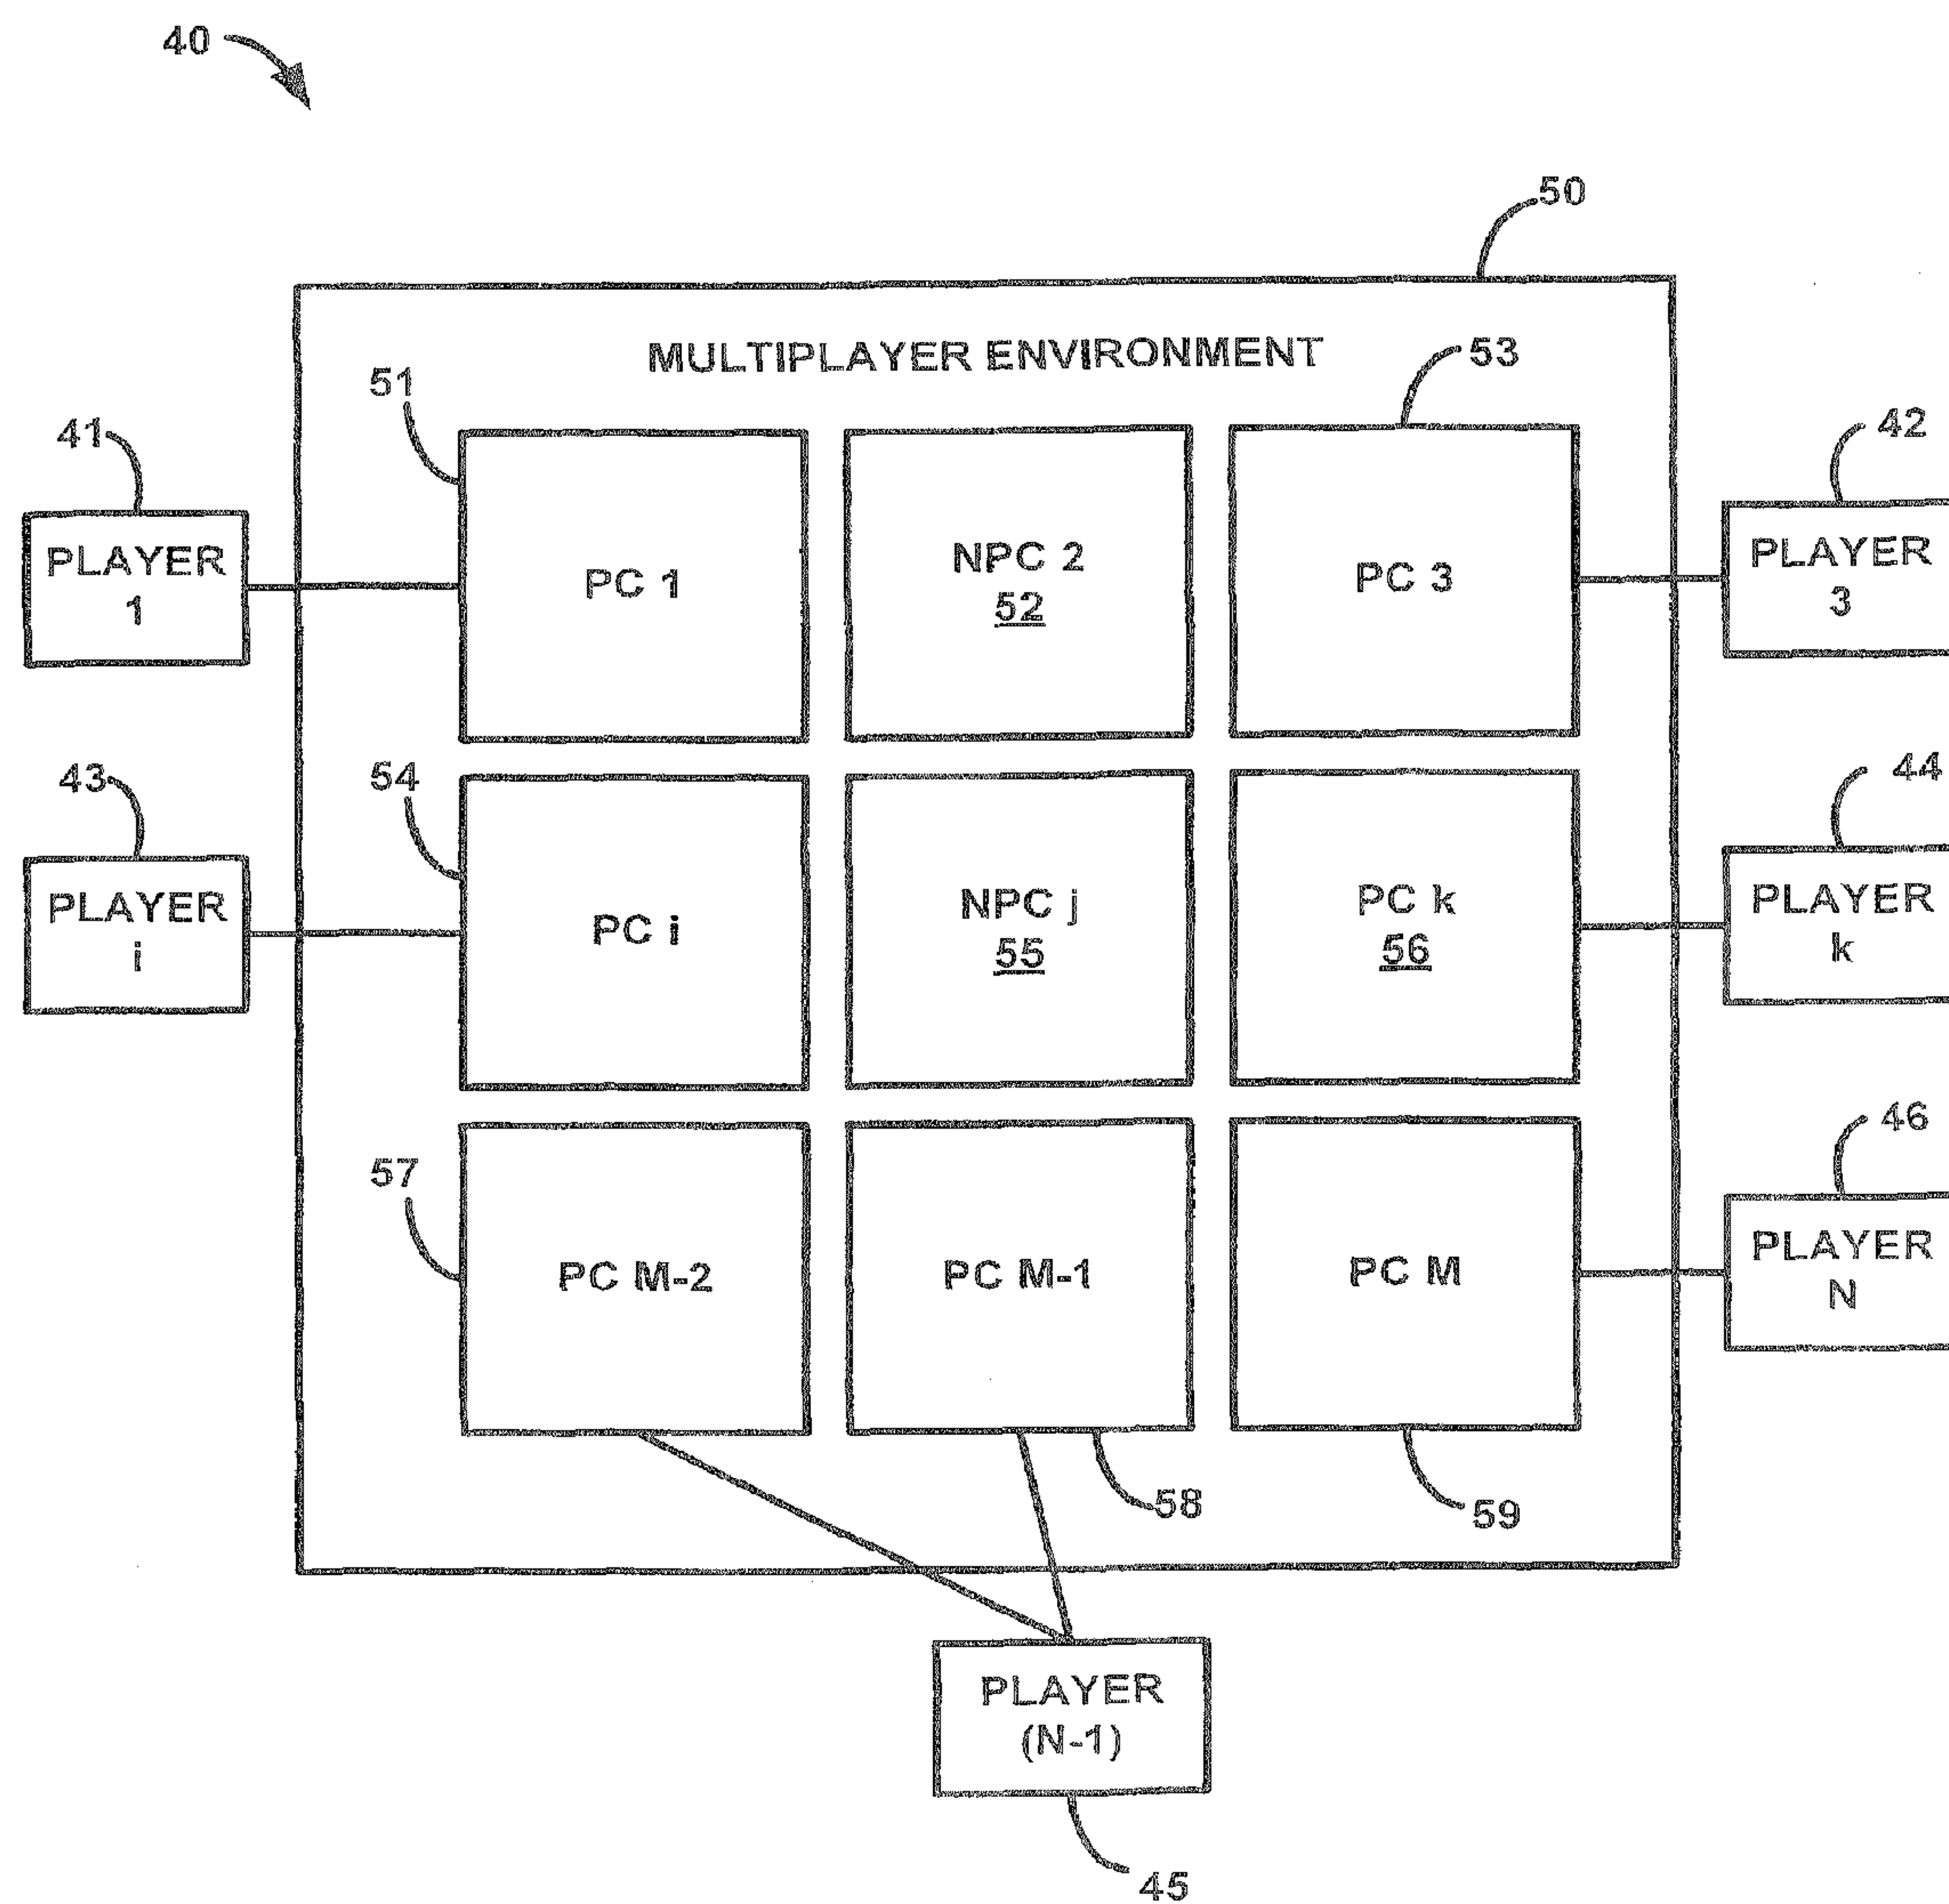 40
50
MULTIPLAYER ENVIRONMENT
53
51
41
42
PLAYER
1
PC 1
NPC 2
52
PC 3
PLAYER
3
43
54
44
PLAYER
i
PC i
NPC j
55
PC k
56
PLAYER
k
57
46
PC M-2
PC M-1
PC M
PLAYER
N
58
59
PLAYER
(N-1)
45